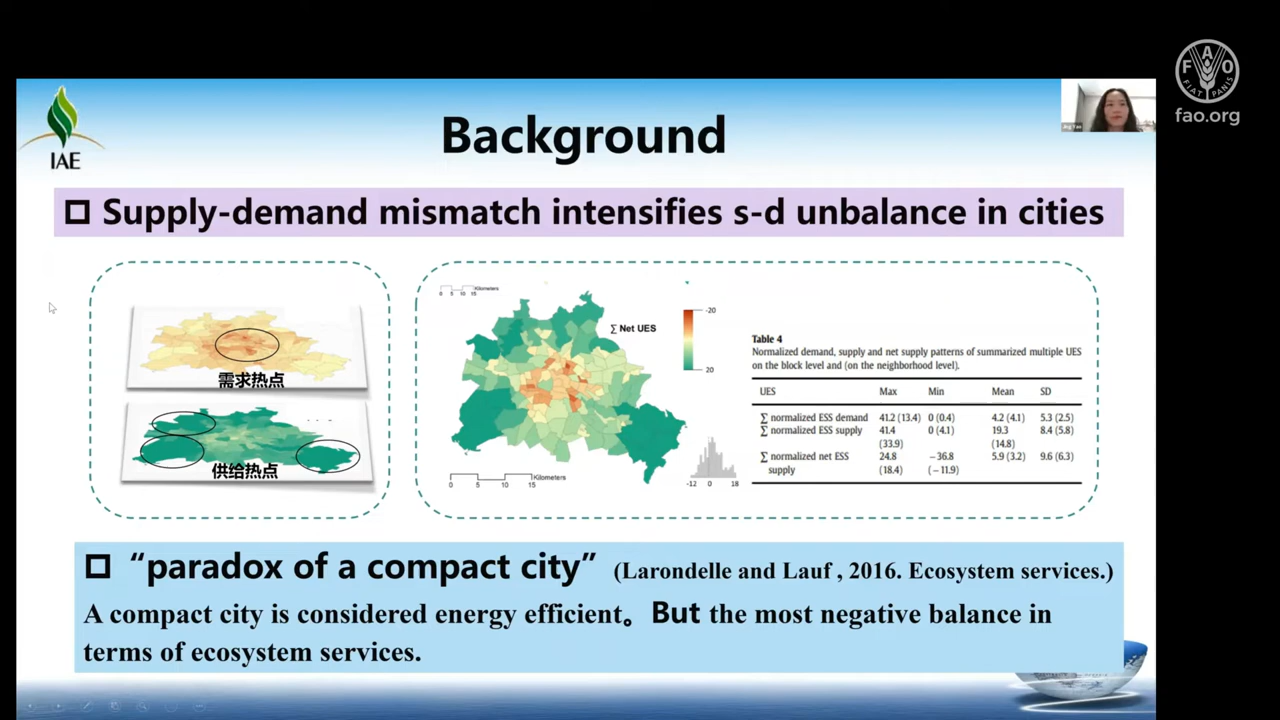 FAO
FIAT PANIS
fao.org
IAE
Background
Supply-demand mismatch intensifies s-d unbalance in cities
需求热点
供给热点
0 5 10 15 Kilometers
∑ Net UES
-20
20
0 5 10 15 Kilometers
-12 0 18
Table 4
Normalized demand, supply and net supply patterns of summarized multiple UES
on the block level and (on the neighborhood level).
UES Max Min Mean SD
∑ normalized ESS demand 41.2 (13.4) 0 (0.4) 4.2 (4.1) 5.3 (2.5)
∑ normalized ESS supply 41.4 0 (4.1) 19.3 8.4 (5.8)
(33.9) (14.8)
∑ normalized net ESS 24.8 −36.8 5.9 (3.2) 9.6 (6.3)
supply (18.4) (−11.9)
“paradox of a compact city” (Larondelle and Lauf , 2016. Ecosystem services.)
A compact city is considered energy efficient。 But the most negative balance in
terms of ecosystem services.